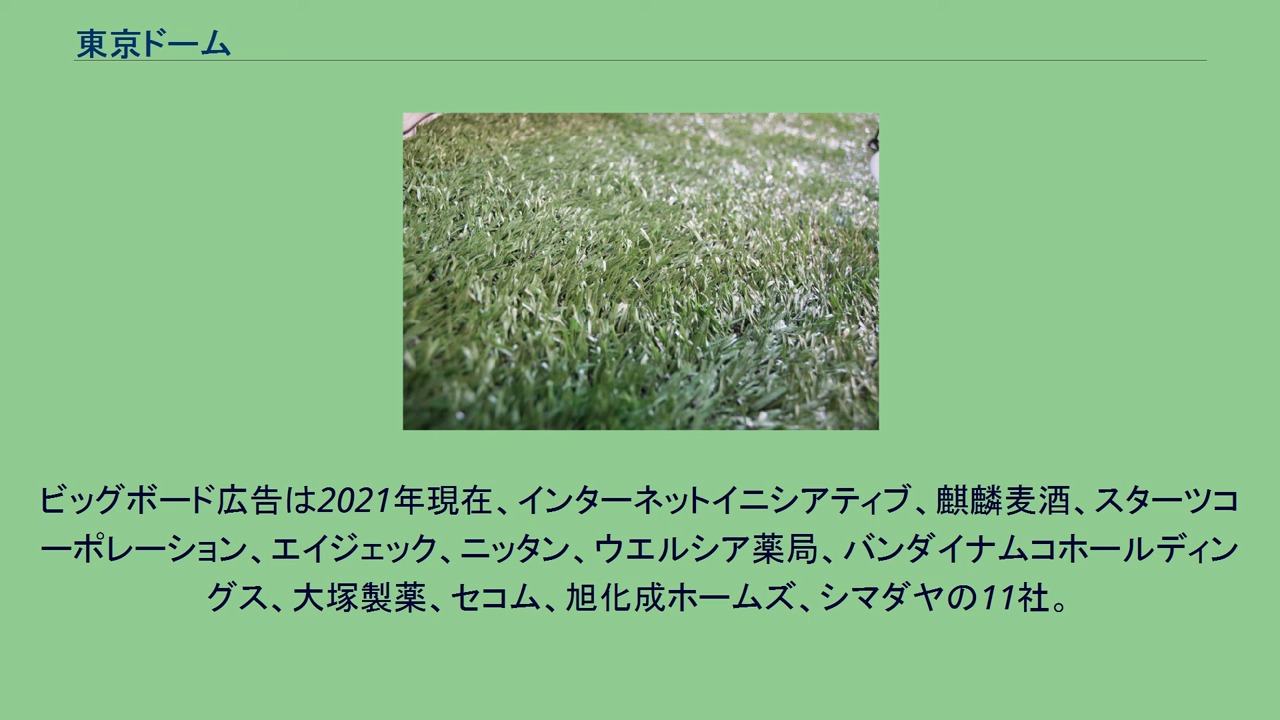 東京ドーム
ビッグボード広告は2021年現在、インターネットイニシアティブ、麒麟麦酒、スターツコ
ーポレーション、エイジェック、ニッタン、ウエルシア薬局、バンダイナムコホールディン
グス、大塚製薬、セコム、旭化成ホームズ、シマダヤの11社。